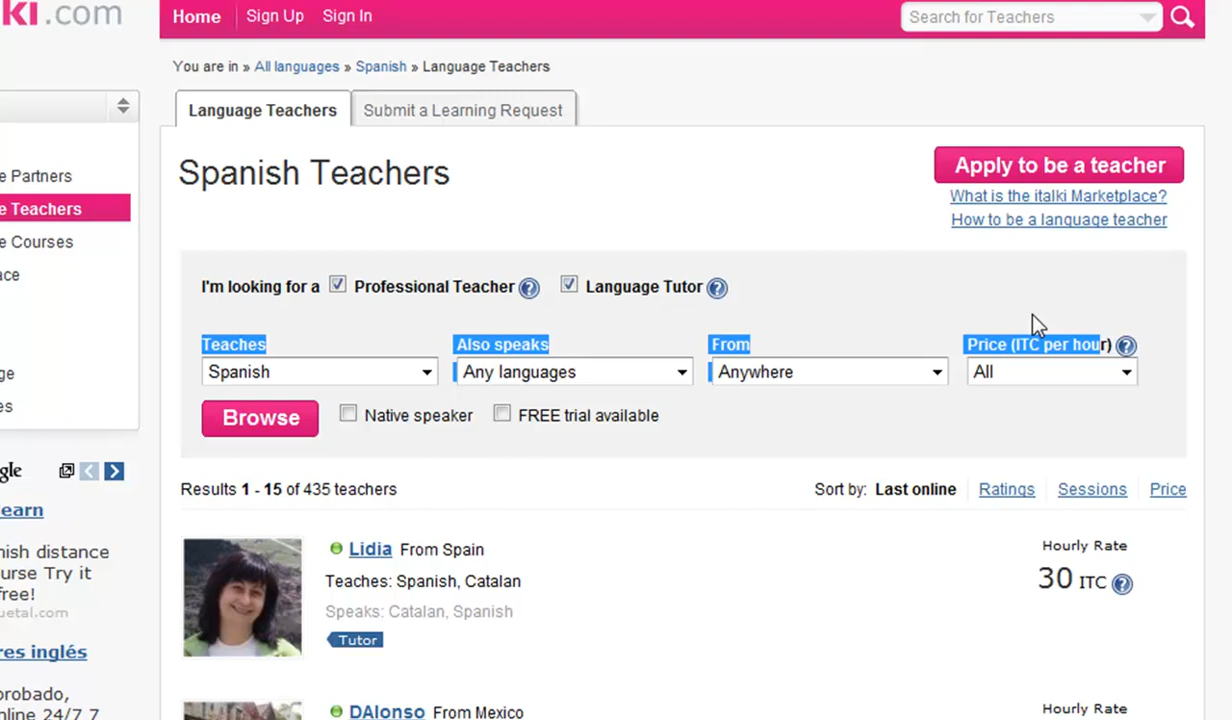 ki.com
Home Sign Up Sign In Search for Teachers
You are in » All languages » Spanish » Language Teachers
Language Teachers Submit a Learning Request
Spanish Teachers
Apply to be a teacher
What is the italki Marketplace?
How to be a language teacher
e Partners
e Teachers
e Courses
ace
ge
es
I'm looking for a Professional Teacher ? Language Tutor ?
Teaches Also speaks From Price (ITC per hour) ?
Spanish Any languages Anywhere All
Browse Native speaker FREE trial available
gle
earn
nish distance
urse Try it
free!
uetal.com
res inglés
probado,
nline 24/7 7
Results 1 - 15 of 435 teachers Sort by: Last online Ratings Sessions Price
Lidia From Spain
Teaches: Spanish, Catalan
Speaks: Catalan, Spanish
Tutor
Hourly Rate
30 ITC ?
DAlonso From Mexico
Hourly Rate